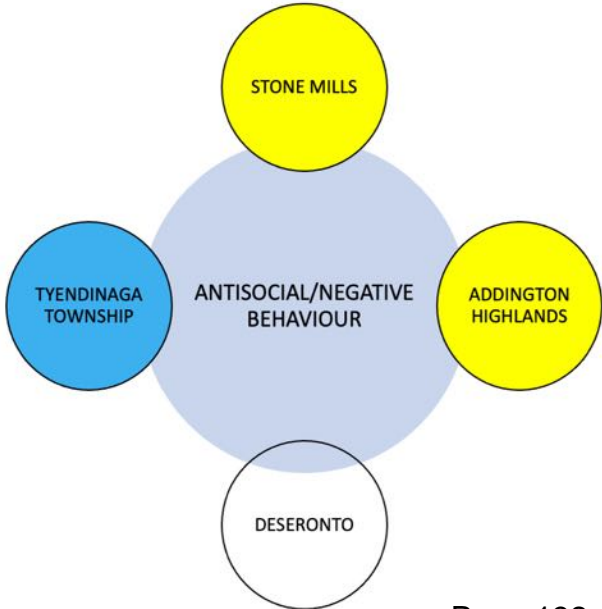 STONE MILLS
TYENDINAGA
TOWNSHIP
ANTISOCIAL/NEGATIVE
BEHAVIOUR
ADDINGTON
HIGHLANDS
DESERONTO